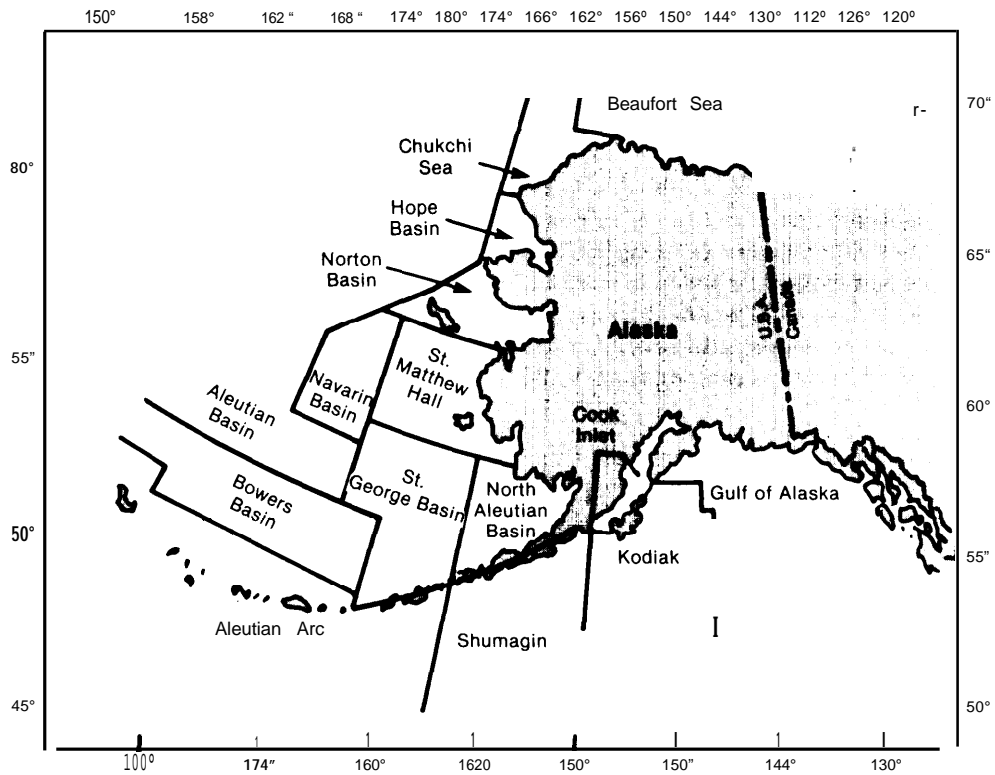 150° 158° 162“ 168° 174° 180° 174° 166° 162° 156° 150° 144° 130° 112° 126° 120°
Beaufort Sea
r-
70“
Chukchi
Sea
80°
Hope
Basin
Norton
Basin
65“
U.S.A.
Canada
Alaska
55”
St.
Matthew
Hall
Navarin
Basin
Aleutian
Basin
60°
Cook
Inlet
St.
George Basin
North
Aleutian
Basin
Bowers
Basin
Gulf of Alaska
50°
Kodiak
55”
Aleutian Arc
Shumagin
I
45°
50°
100° 174” 160° 1620 150° 150° 144° 130°